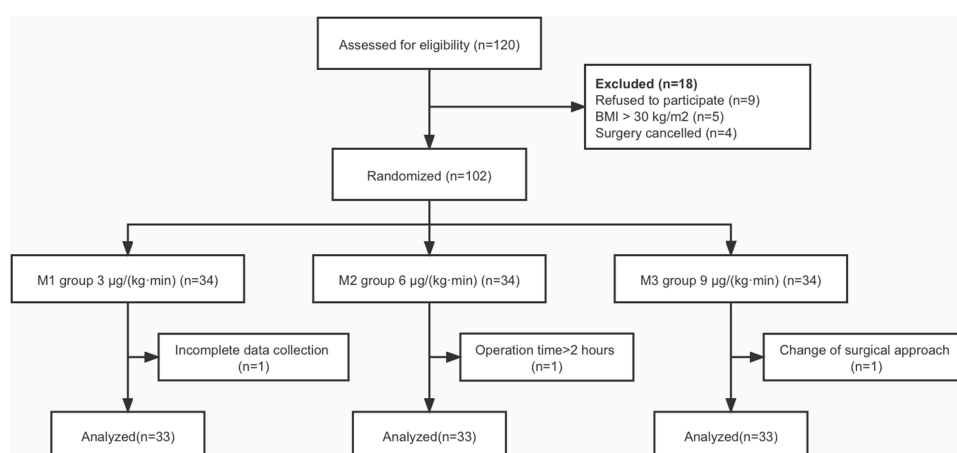 Assessed for eligibility (n=120)
Excluded (n=18)
Refused to participate (n=9)
BMI > 30 kg/m2 (n=5)
Surgery cancelled (n=4)
Randomized (n=102)
M1 group 3 μg/(kg·min) (n=34)
M2 group 6 μg/(kg·min) (n=34)
M3 group 9 μg/(kg·min) (n=34)
Incomplete data collection
(n=1)
Operation time>2 hours
(n=1)
Change of surgical approach
(n=1)
Analyzed(n=33)
Analyzed(n=33)
Analyzed(n=33)